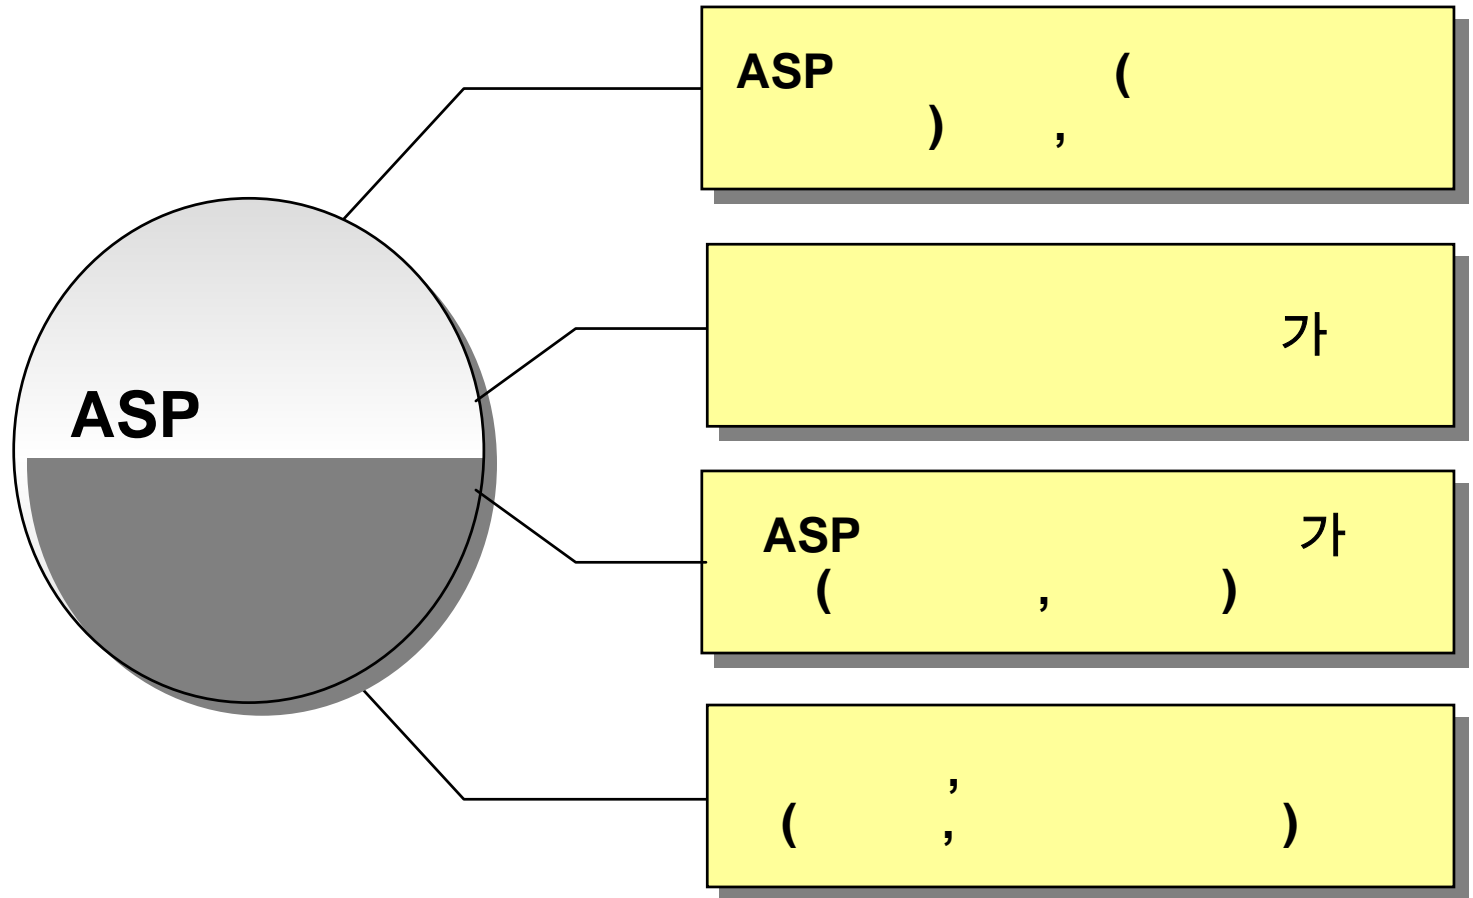 ASP (
) ,
가
ASP
ASP 가
( , )
,
( , )